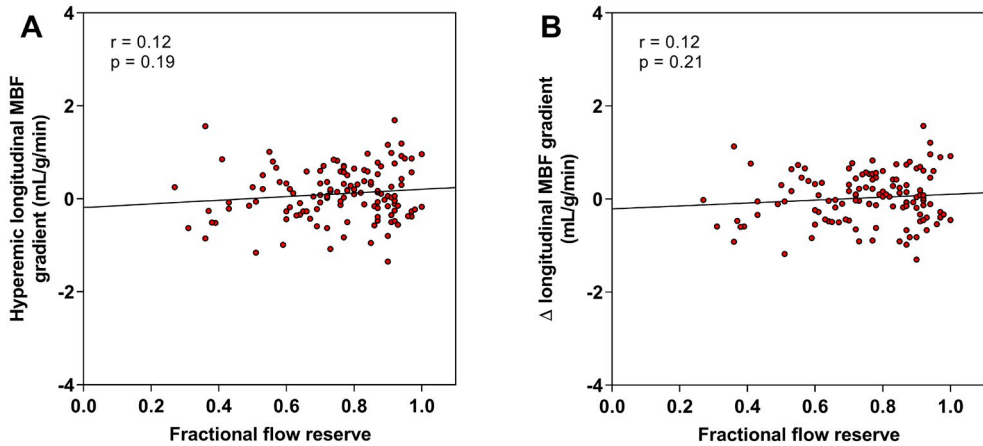 A
r = 0.12
p = 0.19
Hyperemic longitudinal MBF
gradient (mL/g/min)
4
2
0
-2
-4
0.0 0.2 0.4 0.6 0.8 1.0
Fractional flow reserve
B
r = 0.12
p = 0.21
Δ longitudinal MBF gradient
(mL/g/min)
4
2
0
-2
-4
0.0 0.2 0.4 0.6 0.8 1.0
Fractional flow reserve